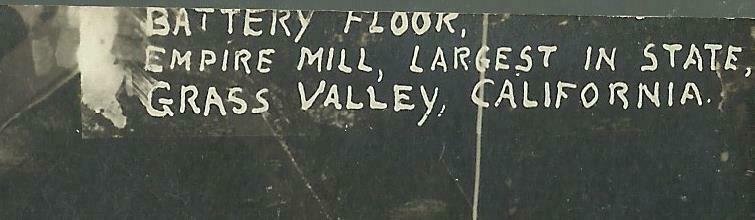 BATTERY FLOOR,
EMPIRE MILL, LARGEST IN STATE,
GRASS VALLEY, CALIFORNIA.